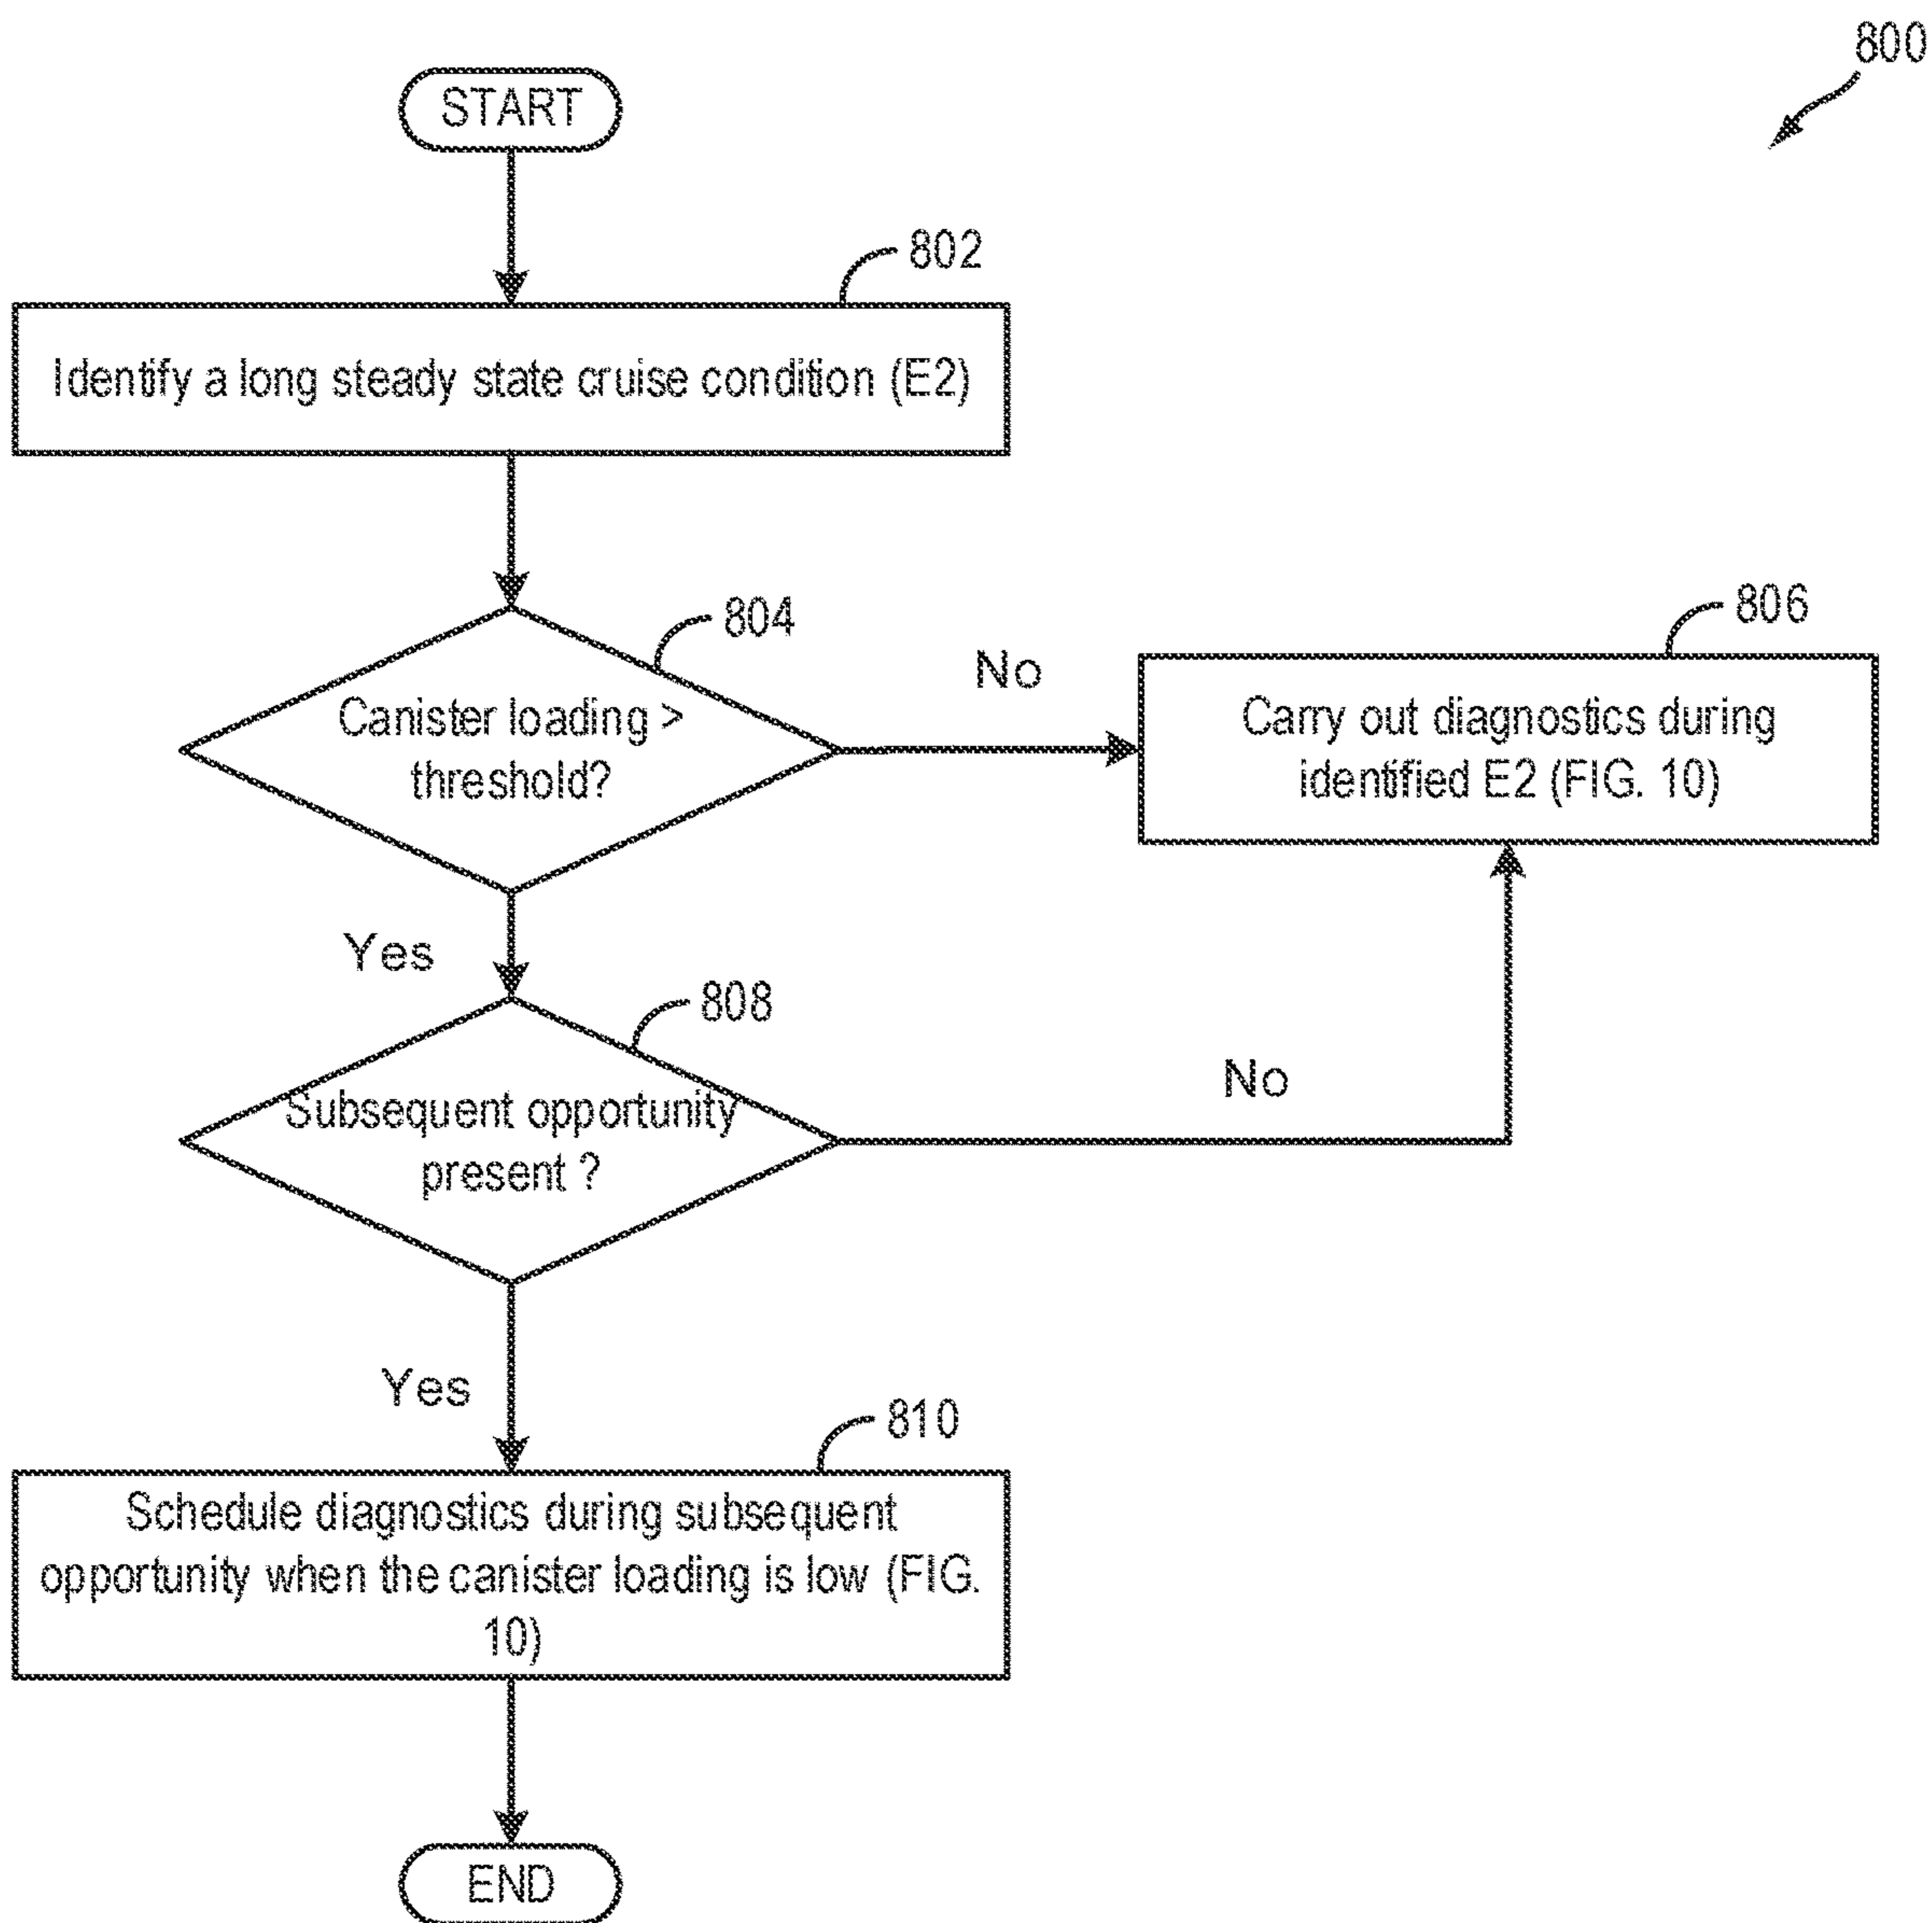 800
START
802
Identify a long steady state cruise condition (E2)
804
Canister loading >
threshold?
No
806
Carry out diagnostics during
identified E2 (FIG. 10)
Yes
808
Subsequent opportunity
present ?
No
Yes
810
Schedule diagnostics during subsequent
opportunity when the canister loading is low (FIG.
10)
END